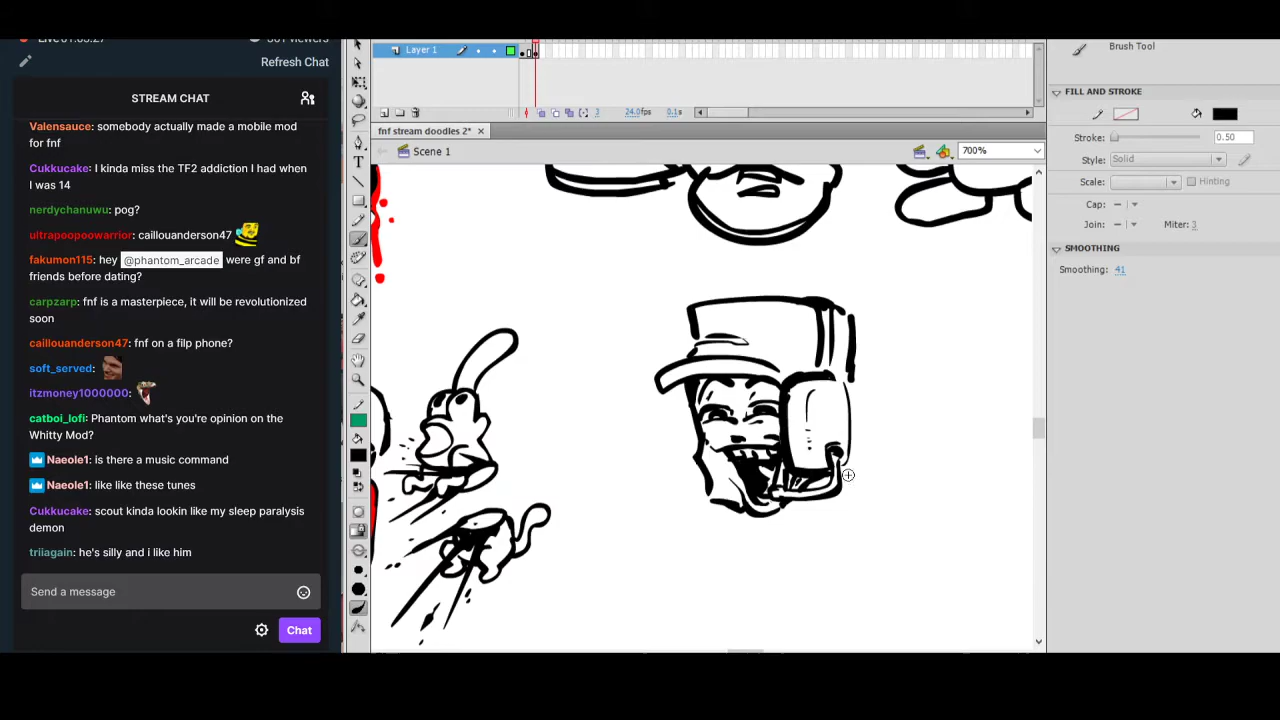 Refresh Chat
STREAM CHAT
Valensauce: somebody actually made a mobile mod
for fnf
Cukkucake: I kinda miss the TF2 addiction I had when
I was 14
nerdychanuwu: pog?
ultrapoopoowarrior: caillouanderson47
fakumon115: hey @phantom_arcade were gf and bf
friends before dating?
carpzarp: fnf is a masterpiece, it will be revolutionized
soon
caillouanderson47: fnf on a filp phone?
soft_served:
itzmoney1000000:
catboi_lofi: Phantom what's you're opinion on the
Whitty Mod?
Naeole1: is there a music command
Naeole1: like like these tunes
Cukkucake: scout kinda lookin like my sleep paralysis
demon
triiagain: he's silly and i like him
Send a message
Chat
Layer 1
3 24.0fps 0.1s
fnf stream doodles 2*
Scene 1
700%
Brush Tool
FILL AND STROKE
Stroke: 0.50
Style: Solid
Scale: Hinting
Cap:
Join: Miter: 3
SMOOTHING
Smoothing: 41